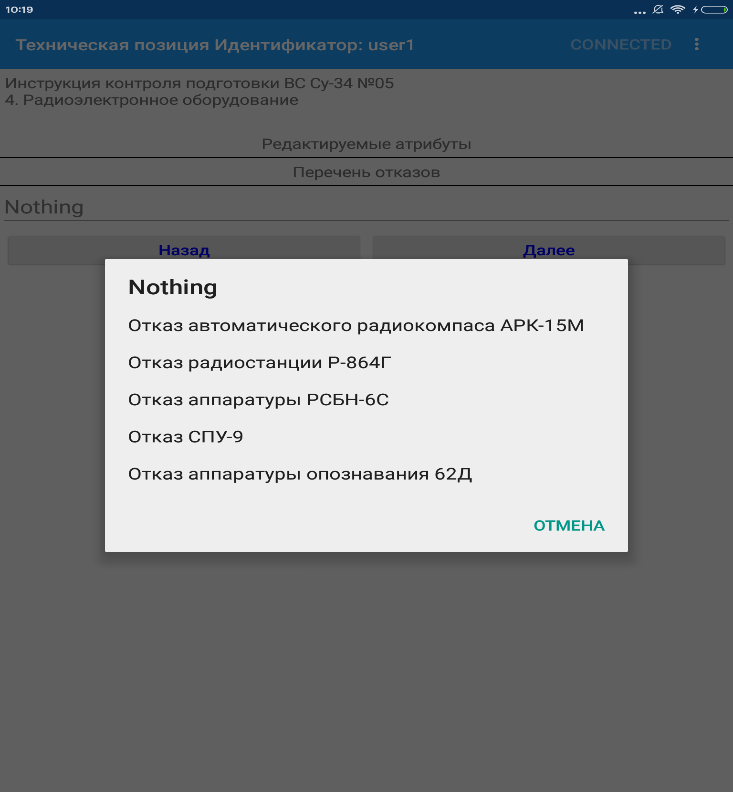 10:19
Техническая позиция Идентификатор: user1
CONNECTED
Инструкция контроля подготовки ВС Су-34 №05
4. Радиоэлектронное оборудование
Редактируемые атрибуты
Перечень отказов
Nothing
Назад
Далее
Nothing
Отказ автоматического радиокомпаса АРК-15М
Отказ радиостанции Р-864Г
Отказ аппаратуры РСБН-6С
Отказ СПУ-9
Отказ аппаратуры опознавания 62Д
ОТМЕНА